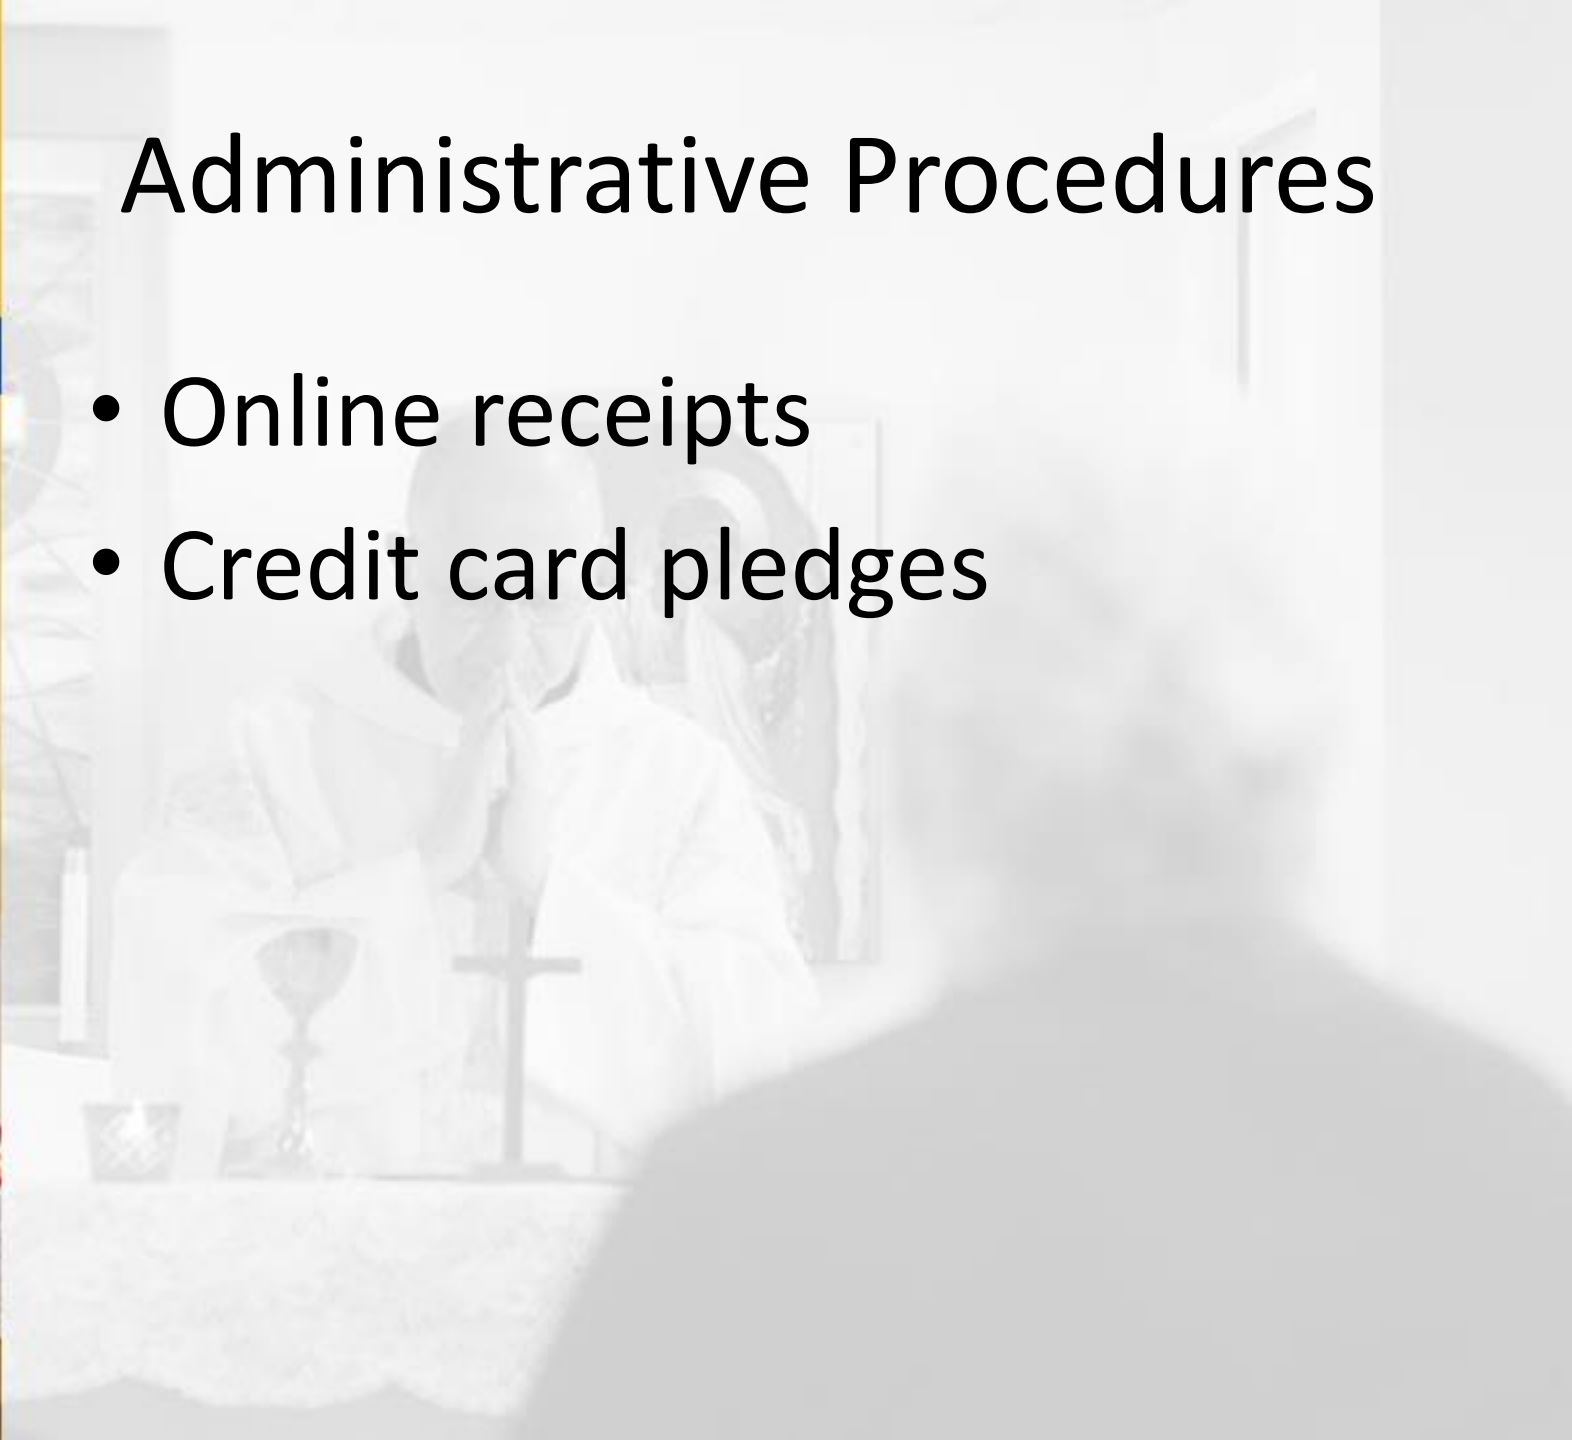 Administrative Procedures
• Online receipts
• Credit card pledges